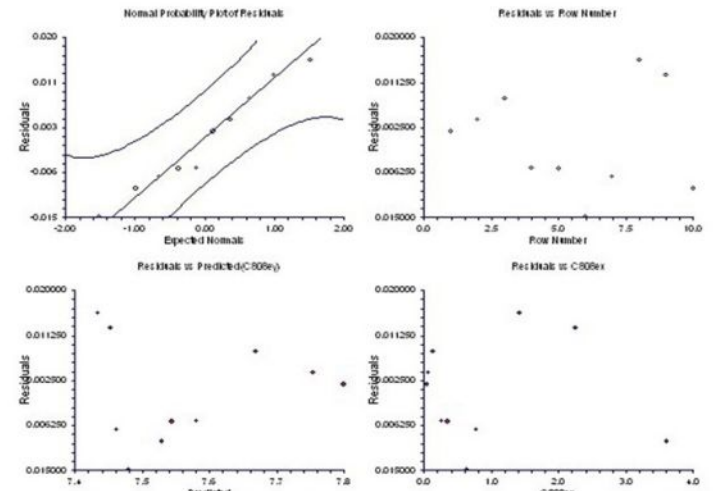 Normal Probability Plot of Residuals
0.020
0.011
0.003
-0.006
-0.015
Residuals
-2.00 -1.00 0.00 1.00 2.00
Expected Normals
Residuals vs Row Number
0.020000
0.011250
0.002500
0.006250
0.015000
Residuals
0.0 2.5 5.0 7.5 10.0
Row Number
Residuals vs Predicted(C808ey)
0.020000
0.011250
0.002500
0.006250
0.015000
Residuals
7.4 7.5 7.6 7.7 7.8
Residuals vs C808ex
0.020000
0.011250
0.002500
0.006250
0.015000
Residuals
0.0 1.0 2.0 3.0 4.0